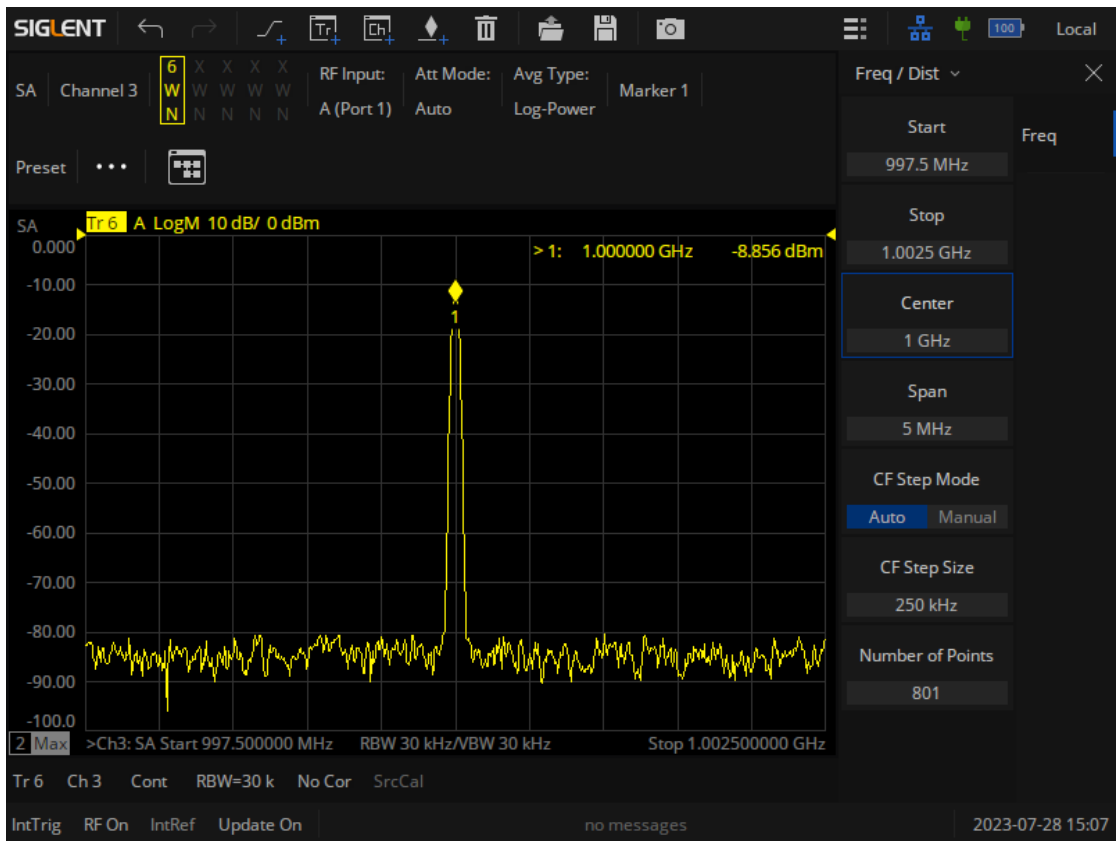 SIGLENT Tr Ch 100 Local
SA Channel 3
6 X X X X
W W W W W
N N N N N
RF Input: Att Mode: Avg Type: Marker 1
A (Port 1) Auto Log-Power
Preset
SA Tr 6 A LogM 10 dB/ 0 dBm
0.000
> 1: 1.000000 GHz -8.856 dBm
-10.00
1
-20.00
-30.00
-40.00
-50.00
-60.00
-70.00
-80.00
-90.00
-100.0
2 Max >Ch3: SA Start 997.500000 MHz RBW 30 kHz/VBW 30 kHz Stop 1.002500000 GHz
Tr 6 Ch 3 Cont RBW=30 k No Cor SrcCal
IntTrig RF On IntRef Update On no messages 2023-07-28 15:07
Freq / Dist
Start
997.5 MHz
Stop
1.0025 GHz
Center
1 GHz
Span
5 MHz
CF Step Mode
Auto Manual
CF Step Size
250 kHz
Number of Points
801
Freq